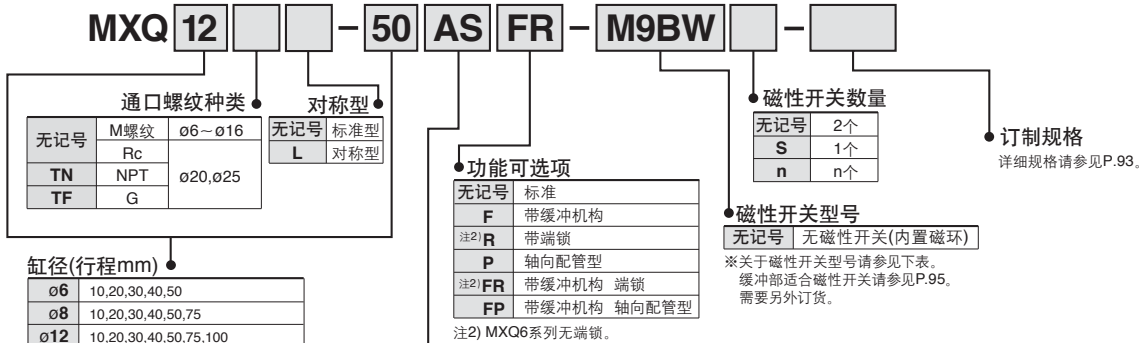 MXQ 12 - 50 AS FR - M9BW -
通口螺纹种类
无记号 M螺纹 ø6～ø16
Rc ø20,ø25
TN NPT
TF G
对称型
无记号 标准型
L 对称型
缸径(行程mm)
ø6 10,20,30,40,50
ø8 10,20,30,40,50,75
ø12 10,20,30,40,50,75,100
功能可选项
无记号 标准
F 带缓冲机构
注2) R 带端锁
P 轴向配管型
注2) FR 带缓冲机构 端锁
FP 带缓冲机构 轴向配管型
注2) MXQ6系列无端锁。
磁性开关数量
无记号 2个
S 1个
n n个
磁性开关型号
无记号 无磁性开关(内置磁环)
※关于磁性开关型号请参见下表。
缓冲部适合磁性开关请参见P.95。
需要另外订货。
订制规格
详细规格请参见P.93。